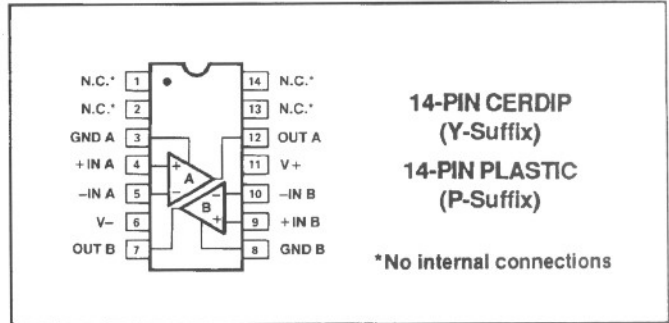 N.C.* 1 14 N.C.*
N.C.* 2 13 N.C.*
GND A 3 12 OUT A
+IN A 4 + A 11 V+
–IN A 5 – – 10 –IN B
V– 6 B + 9 +IN B
OUT B 7 8 GND B
14-PIN CERDIP
(Y-Suffix)
14-PIN PLASTIC
(P-Suffix)
*No internal connections